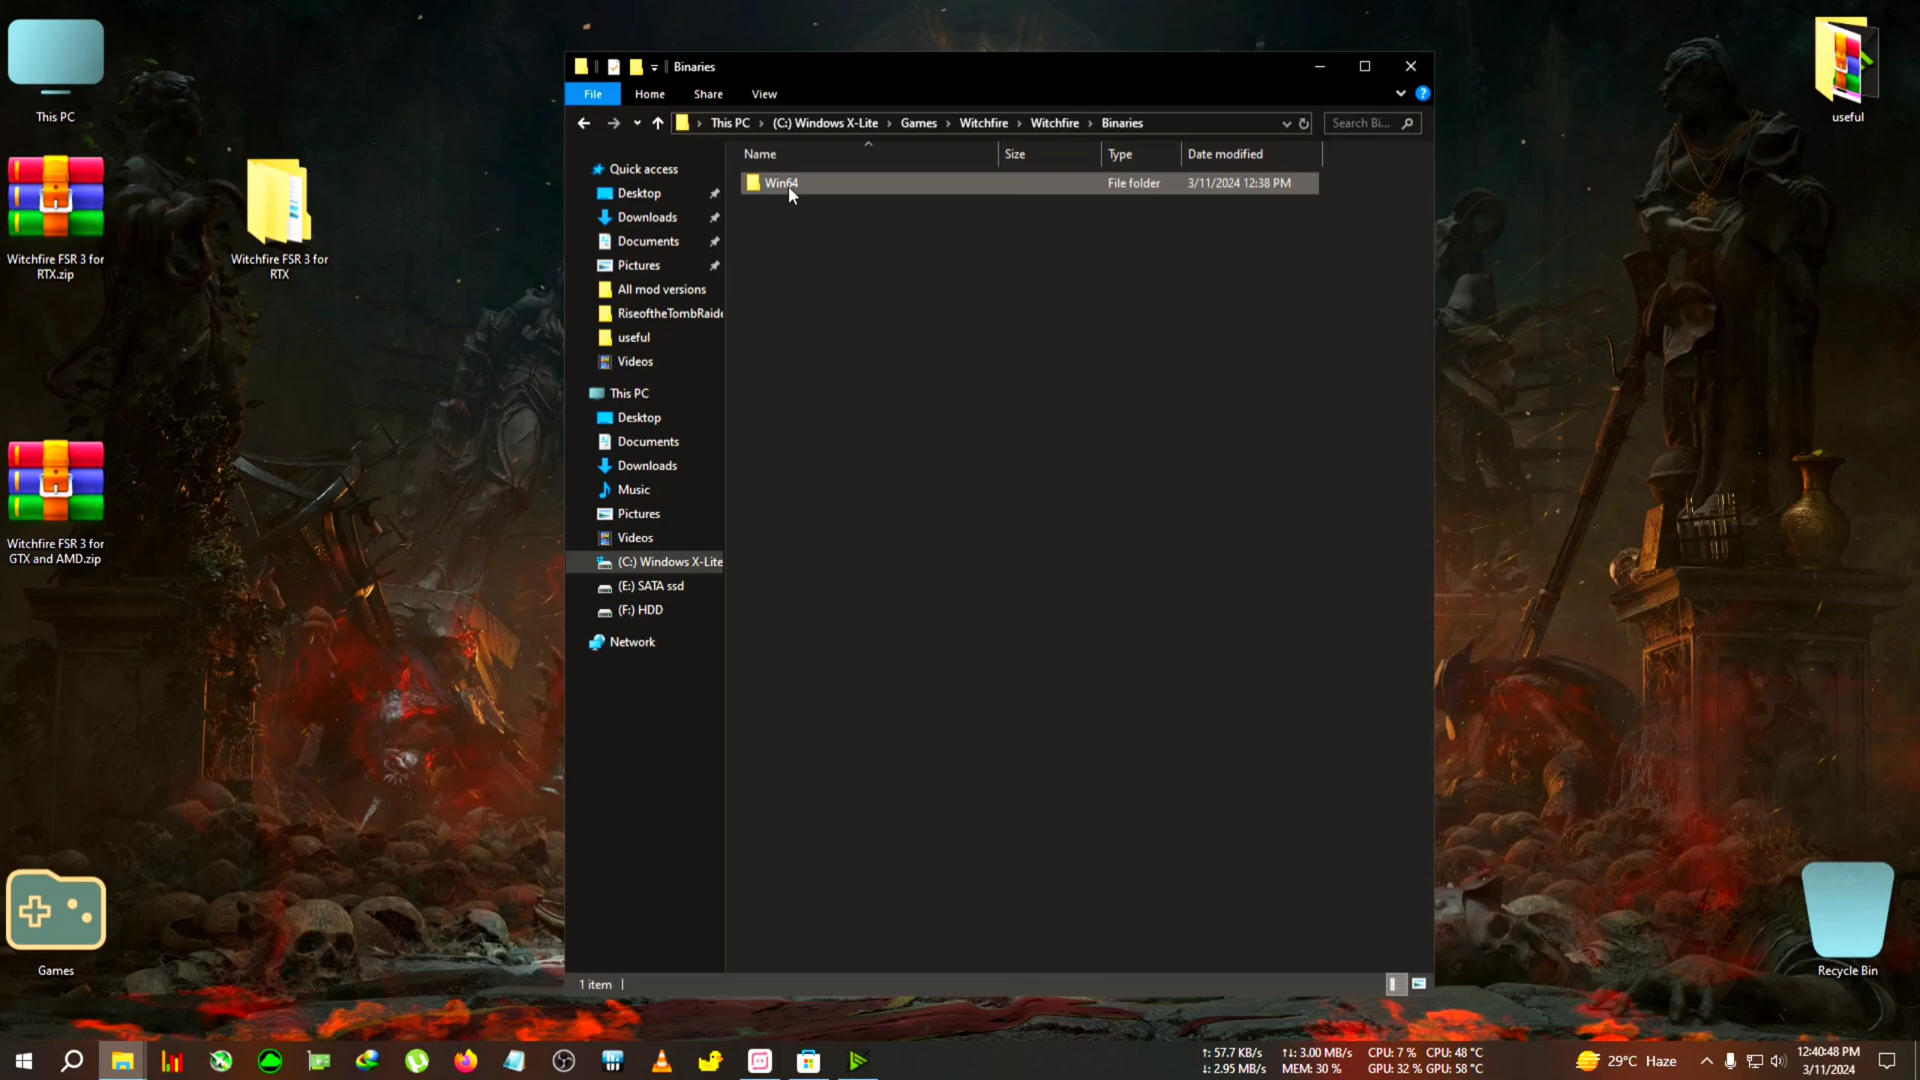 This PC
Witchfire FSR 3 for
RTX.zip
Witchfire FSR 3 for
RTX
Witchfire FSR 3 for
GTX and AMD.zip
Games
useful
Recycle Bin
Binaries
File
Home
Share
View
This PC > (C:) Windows X-Lite > Games > Witchfire > Witchfire > Binaries
Search Bi...
Name
Size
Type
Date modified
Win64
File folder
3/11/2024 12:38 PM
Quick access
Desktop
Downloads
Documents
Pictures
All mod versions
RiseoftheTombRaide
useful
Videos
This PC
Desktop
Documents
Downloads
Music
Pictures
Videos
(C:) Windows X-Lite
(E:) SATA ssd
(F:) HDD
Network
1 item
↑: 57.7 KB/s
↓: 2.95 MB/s
↑↓: 3.00 MB/s
MEM: 30 %
CPU: 7 % CPU: 48 °C
GPU: 32 % GPU: 58 °C
29°C Haze
12:40:48 PM
3/11/2024